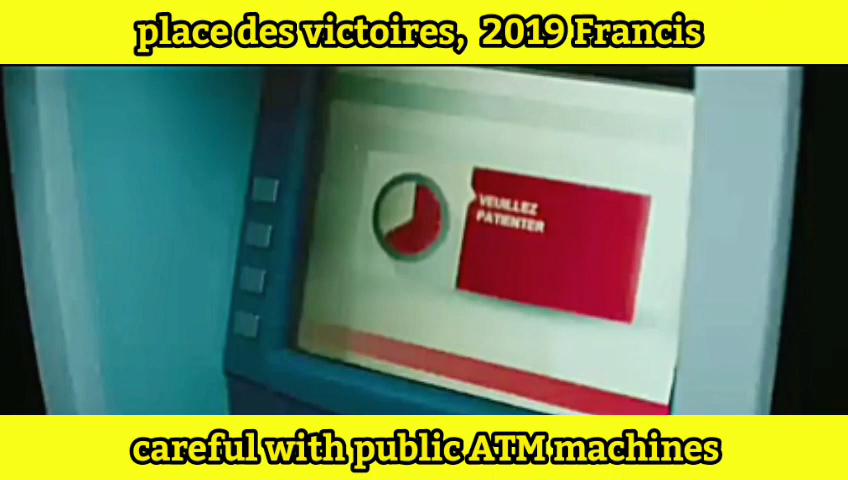 place des victoires, 2019 Francis
VEUILLEZ
PATIENTER
careful with public ATM machines